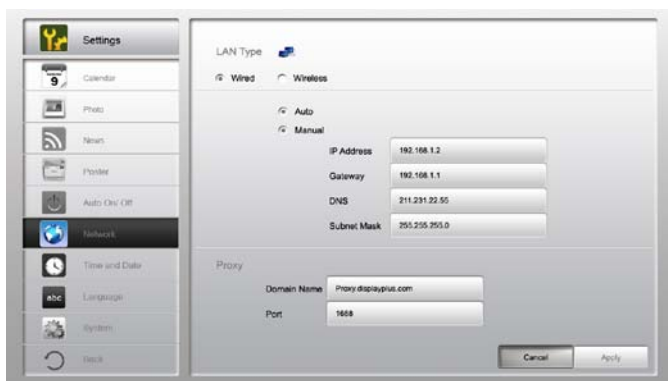 Settings
9
Calendar
Photo
News
Poster
Auto On/ Off
Network
Time and Date
abc
Language
System
Back
LAN Type
Wired Wireless
Auto
Manual
IP Address 192.168.1.2
Gateway 192.168.1.1
DNS 211.231.22.55
Subnet Mask 255.255.255.0
Proxy
Domain Name Proxy.displayplus.com
Port 1668
Cancel Apply